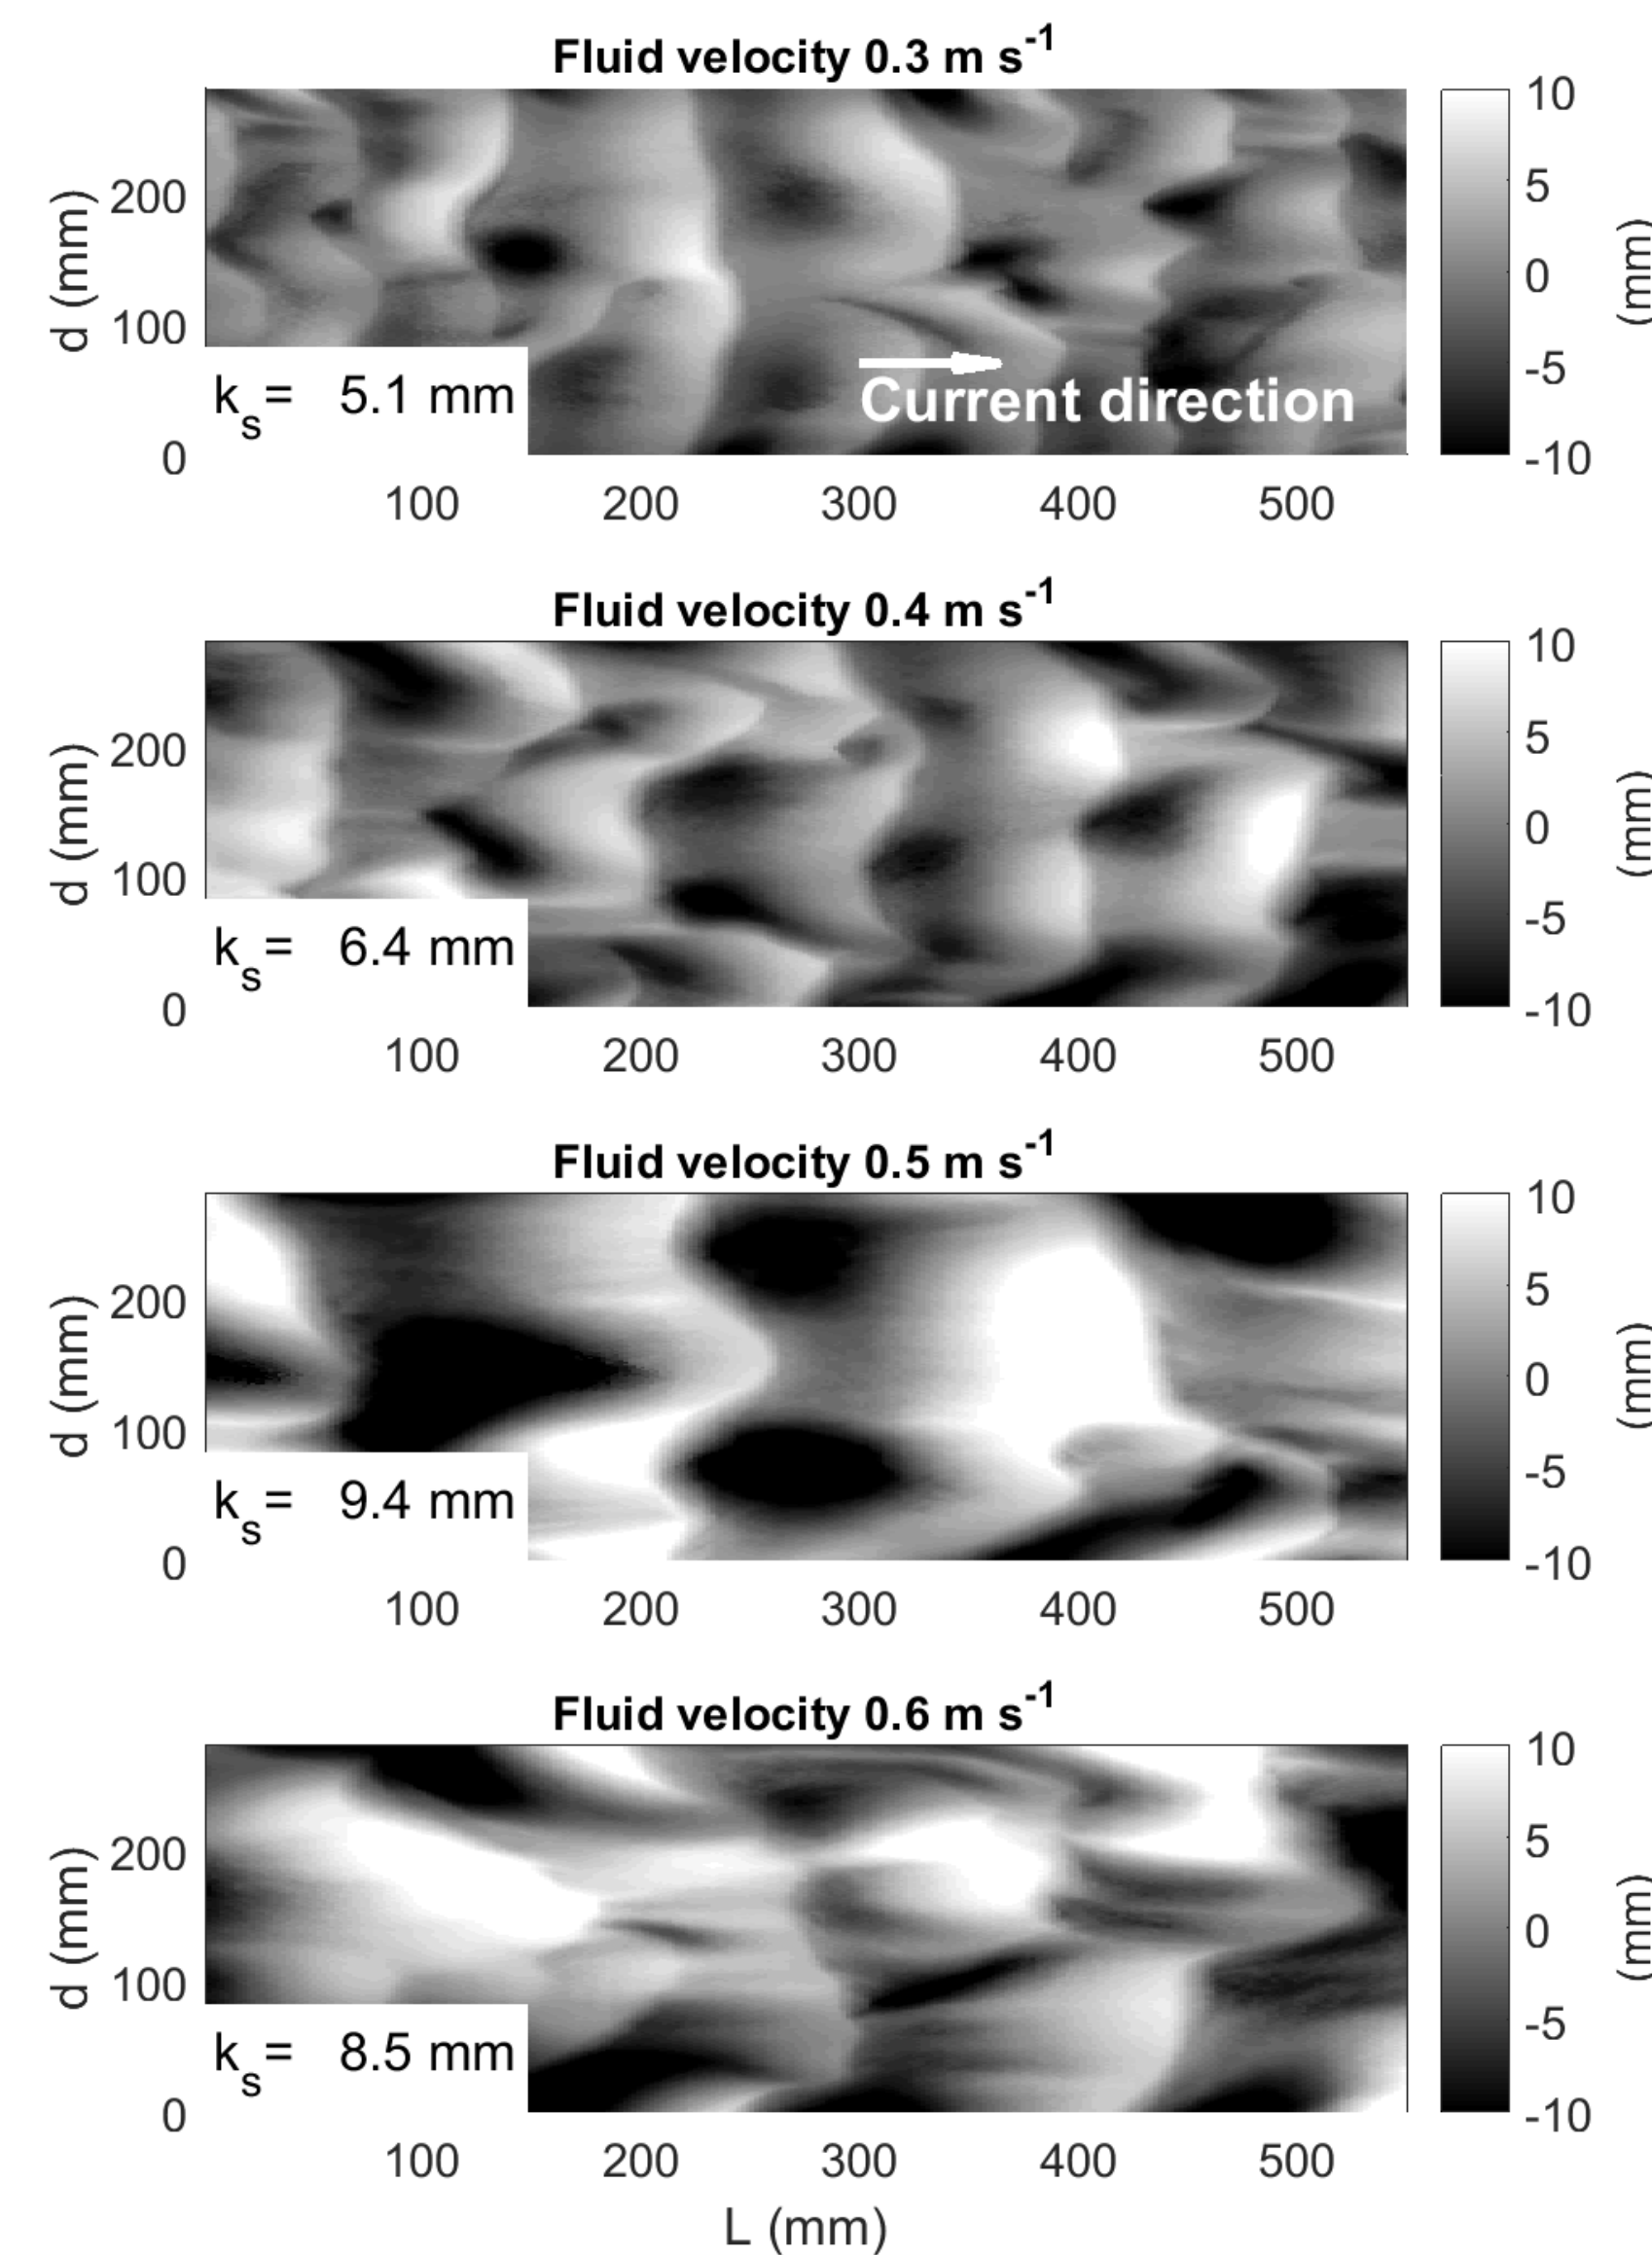 Fluid velocity 0.3 m s-1
10
5
0
-5
-10
(mm)
d (mm)
200
100
0
ks= 5.1 mm
Current direction
100 200 300 400 500
Fluid velocity 0.4 m s-1
10
5
0
-5
-10
(mm)
d (mm)
200
100
0
ks= 6.4 mm
100 200 300 400 500
Fluid velocity 0.5 m s-1
10
5
0
-5
-10
(mm)
d (mm)
200
100
0
ks= 9.4 mm
100 200 300 400 500
Fluid velocity 0.6 m s-1
10
5
0
-5
-10
(mm)
d (mm)
200
100
0
ks= 8.5 mm
100 200 300 400 500
L (mm)